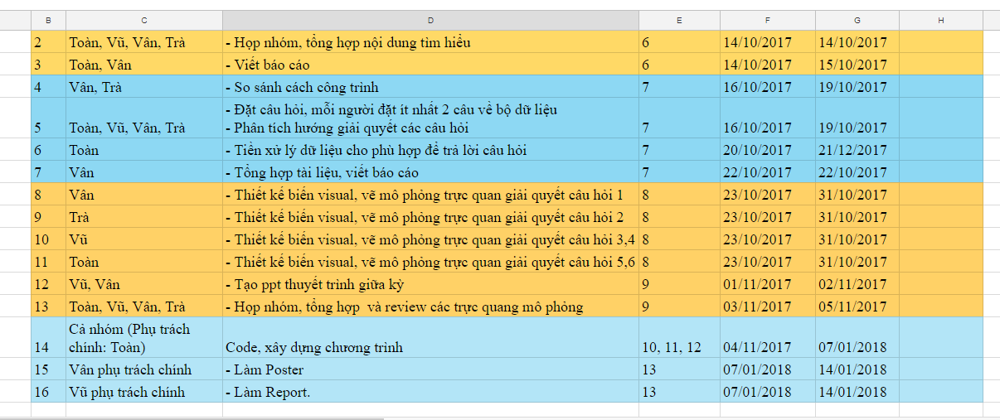 B C D E F G H
2 Toàn, Vũ, Vân, Trà - Họp nhóm, tổng hợp nội dung tìm hiểu 6 14/10/2017 14/10/2017
3 Toàn, Vân - Viết báo cáo 6 14/10/2017 15/10/2017
4 Vân, Trà - So sánh cách công trình 7 16/10/2017 19/10/2017
- Đặt câu hỏi, mỗi người đặt ít nhất 2 câu về bộ dữ liệu
5 Toàn, Vũ, Vân, Trà - Phân tích hướng giải quyết các câu hỏi 7 16/10/2017 19/10/2017
6 Toàn - Tiền xử lý dữ liệu cho phù hợp để trả lời câu hỏi 7 20/10/2017 21/12/2017
7 Vân - Tổng hợp tài liệu, viết báo cáo 7 22/10/2017 22/10/2017
8 Vân - Thiết kế biến visual, vẽ mô phỏng trực quan giải quyết câu hỏi 1 8 23/10/2017 31/10/2017
9 Trà - Thiết kế biến visual, vẽ mô phỏng trực quan giải quyết câu hỏi 2 8 23/10/2017 31/10/2017
10 Vũ - Thiết kế biến visual, vẽ mô phỏng trực quan giải quyết câu hỏi 3,4 8 23/10/2017 31/10/2017
11 Toàn - Thiết kế biến visual, vẽ mô phỏng trực quan giải quyết câu hỏi 5,6 8 23/10/2017 31/10/2017
12 Vũ, Vân - Tạo ppt thuyết trình giữa kỳ 9 01/11/2017 02/11/2017
13 Toàn, Vũ, Vân, Trà - Họp nhóm, tổng hợp và review các trực quang mô phỏng 9 03/11/2017 05/11/2017
Cả nhóm (Phụ trách
14 chính: Toàn) Code, xây dựng chương trình 10, 11, 12 04/11/2017 07/01/2018
15 Vân phụ trách chính - Làm Poster 13 07/01/2018 14/01/2018
16 Vũ phụ trách chính - Làm Report. 13 07/01/2018 14/01/2018